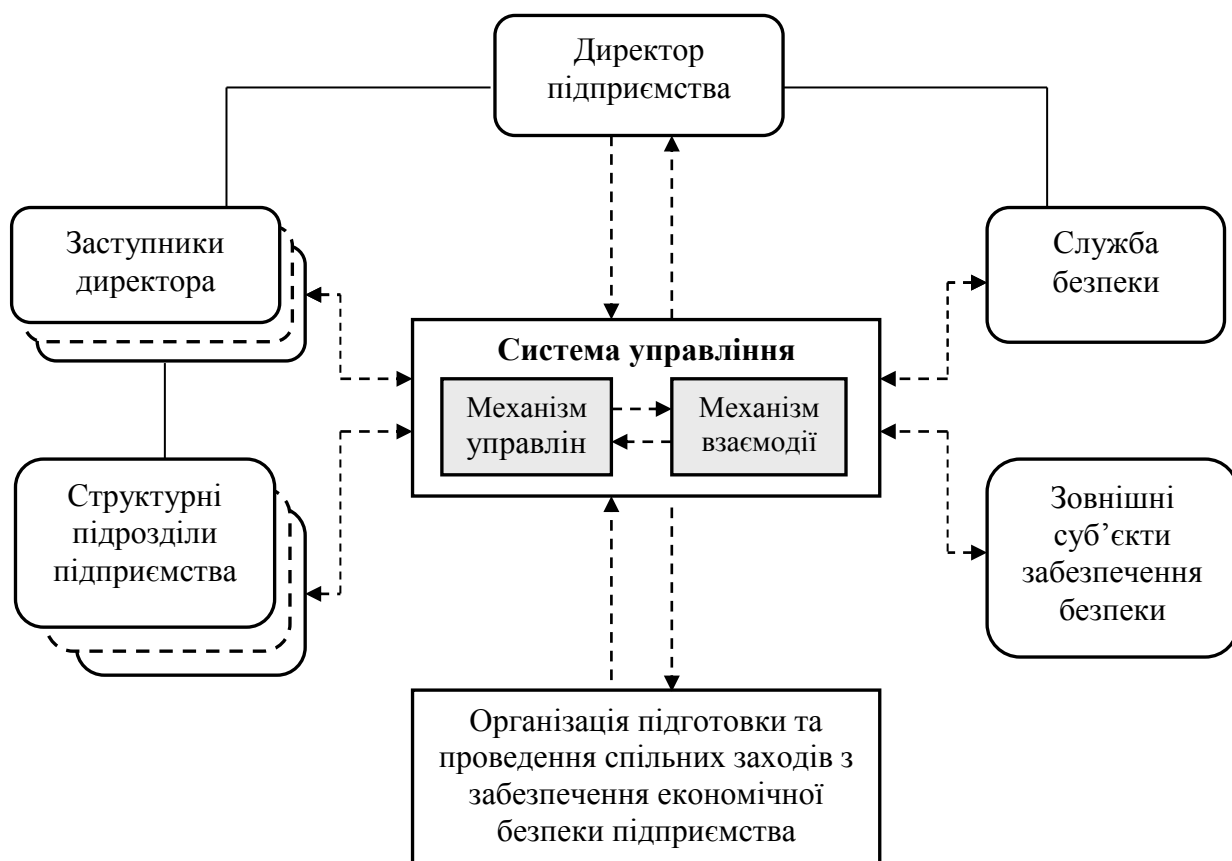 Директор
підприємства
Заступники
директора
Служба
безпеки
Система управління
Механізм
управлін
Механізм
взаємодії
Структурні
підрозділи
підприємства
Зовнішні
суб’єкти
забезпечення
безпеки
Організація підготовки та
проведення спільних заходів з
забезпечення економічної
безпеки підприємства